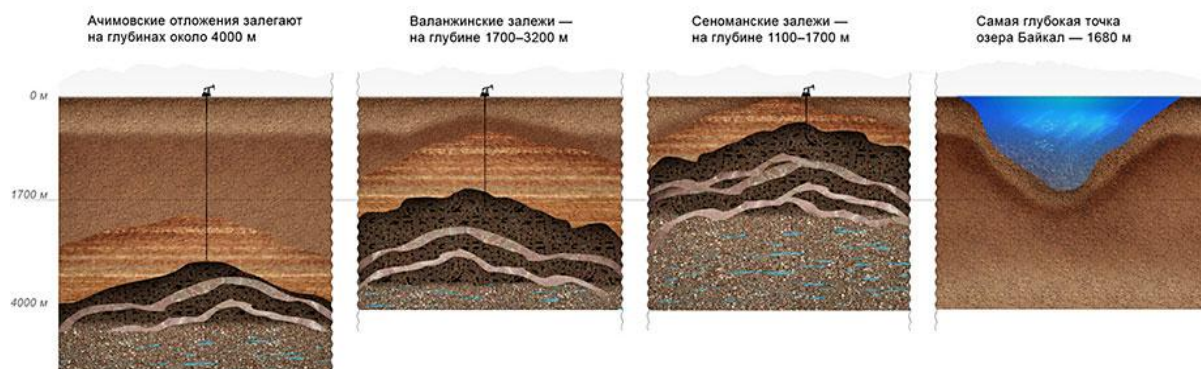 Ачимовские отложения залегают
на глубинах около 4000 м
Валанжинские залежи —
на глубине 1700–3200 м
Сеноманские залежи —
на глубине 1100–1700 м
Самая глубокая точка
озера Байкал — 1680 м
0 м
1700 м
4000 м